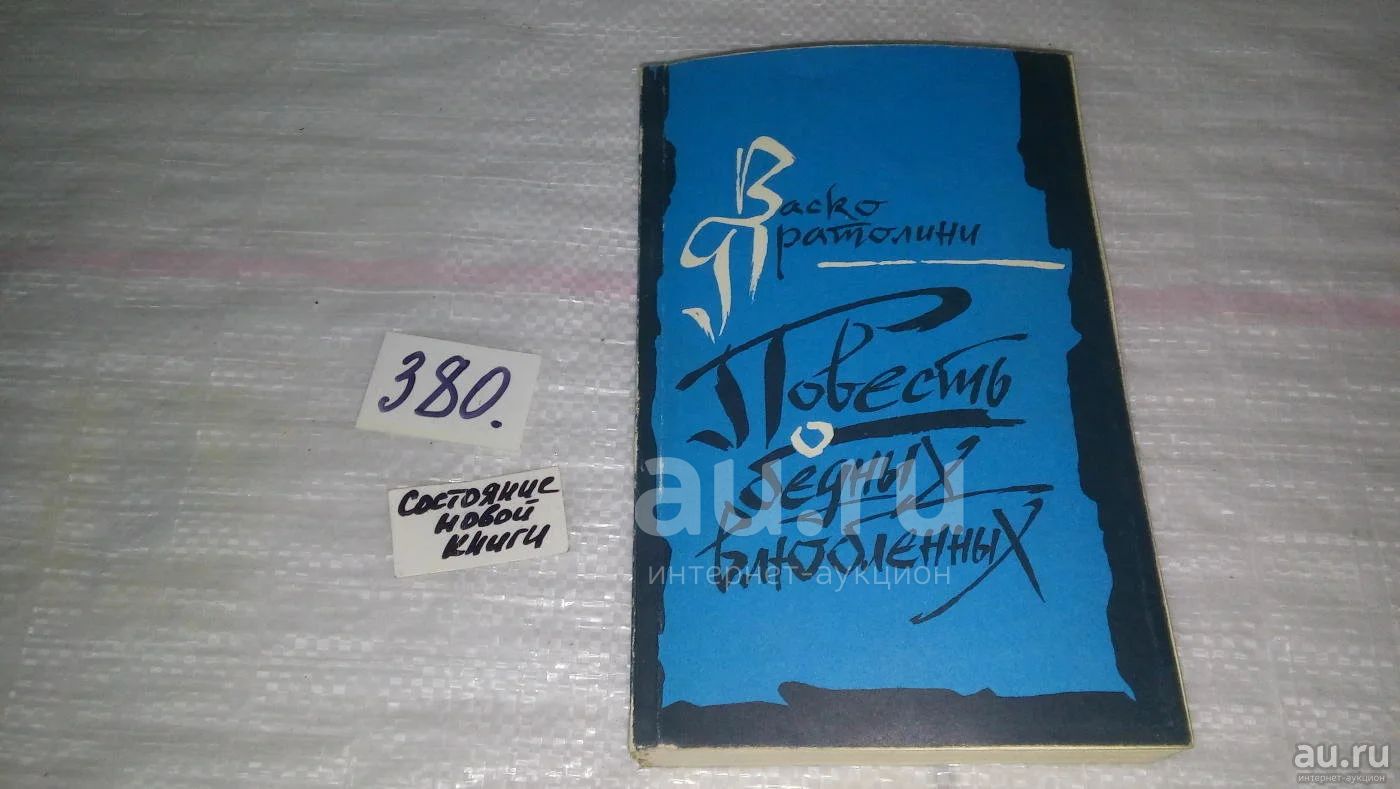 Васко
Пратолини
Повесть
о
бедных
влюбленных
380.
Состояние
новой
книги
au.ru
интернет-аукцион
au.ru
интернет-аукцион